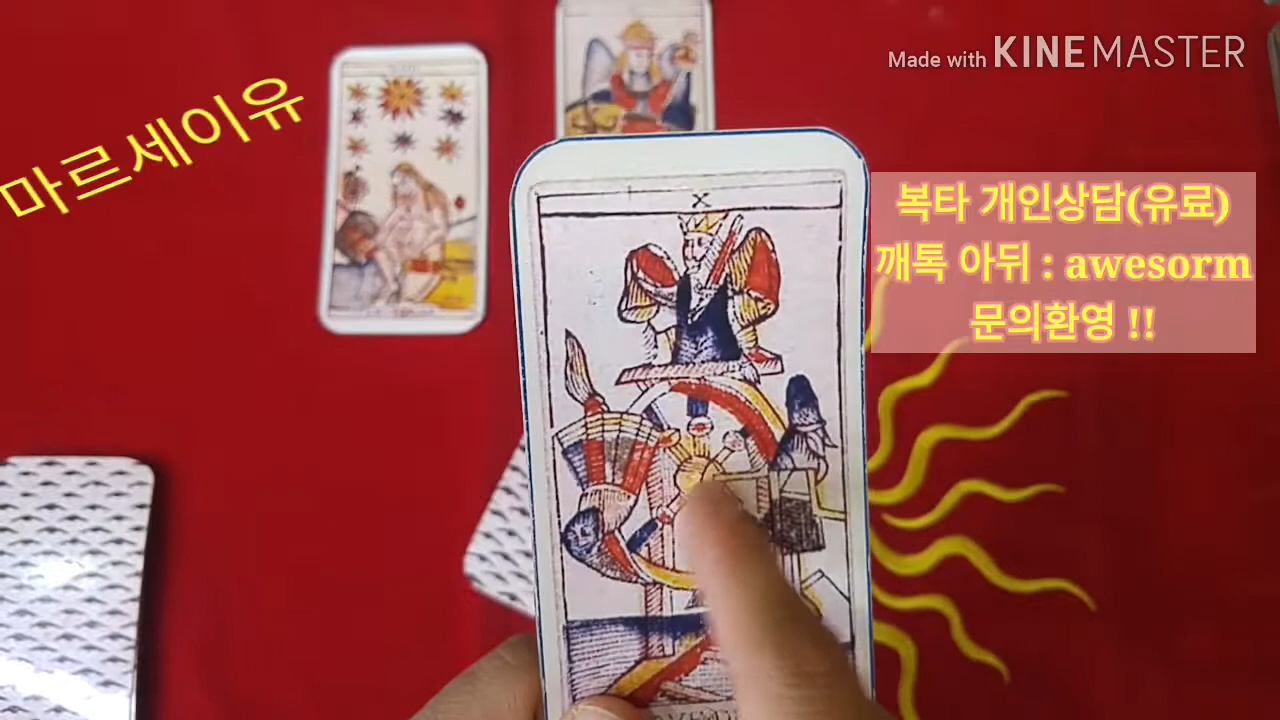 마르세이유
Made with KINEMASTER
복타 개인상담(유료)
깨톡 아뒤 : awesorm
문의환영 !!
X